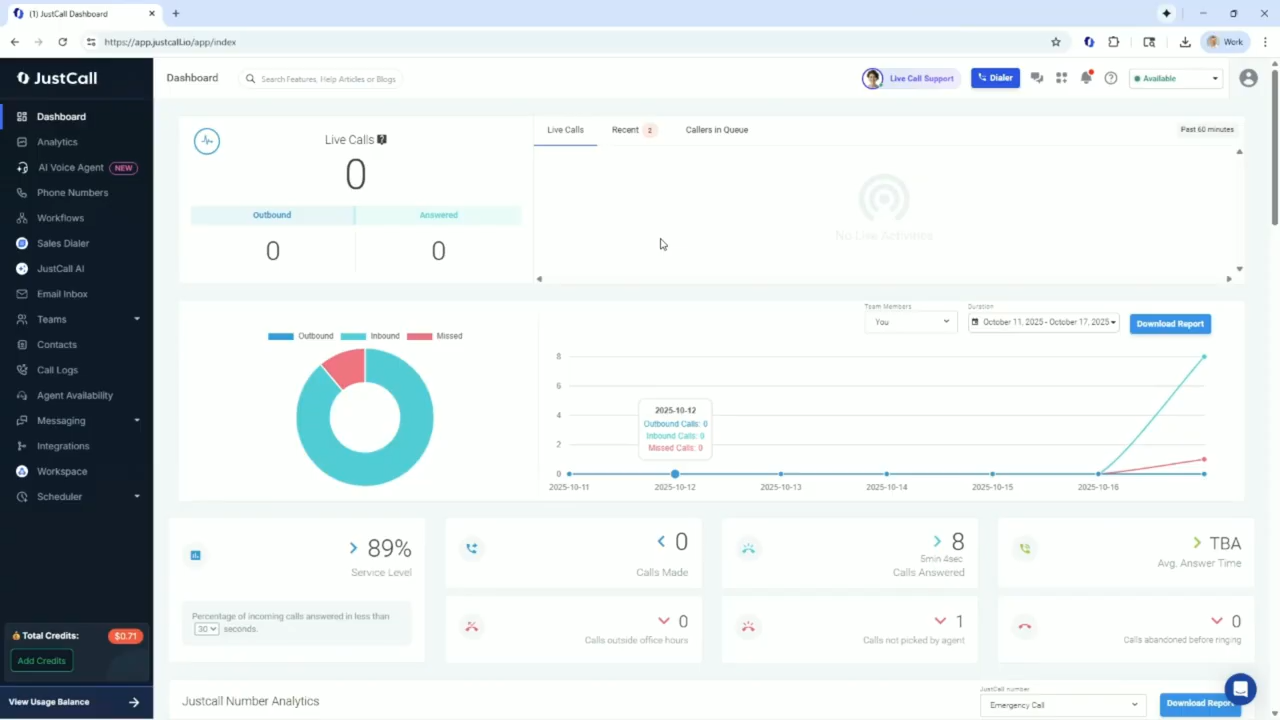 (1) JustCall Dashboard
https://app.justcall.io/app/index
Work
JustCall
Dashboard
Search Features, Help Articles or Blogs
Live Call Support
Dialer
Available
Dashboard
Analytics
AI Voice Agent NEW
Phone Numbers
Workflows
Sales Dialer
JustCall AI
Email Inbox
Teams
Contacts
Call Logs
Agent Availability
Messaging
Integrations
Workspace
Scheduler
Total Credits: $0.71
Add Credits
View Usage Balance
Live Calls
0
Outbound
Answered
0
0
Live Calls
Recent 2
Callers in Queue
Past 60 minutes
No Live Activities
Team Members
You
Duration
October 11, 2025 - October 17, 2025
Download Report
Outbound
Inbound
Missed
8
6
4
2
0
2025-10-12
Outbound Calls: 0
Inbound Calls: 0
Missed Calls: 0
2025-10-11
2025-10-12
2025-10-13
2025-10-14
2025-10-15
2025-10-16
89%
Service Level
Percentage of incoming calls answered in less than
30 seconds.
0
Calls Made
8
5min 4sec
Calls Answered
TBA
Avg. Answer Time
0
Calls outside office hours
1
Calls not picked by agent
0
Calls abandoned before ringing
Justcall Number Analytics
JustCall number
Emergency Call
Download Report